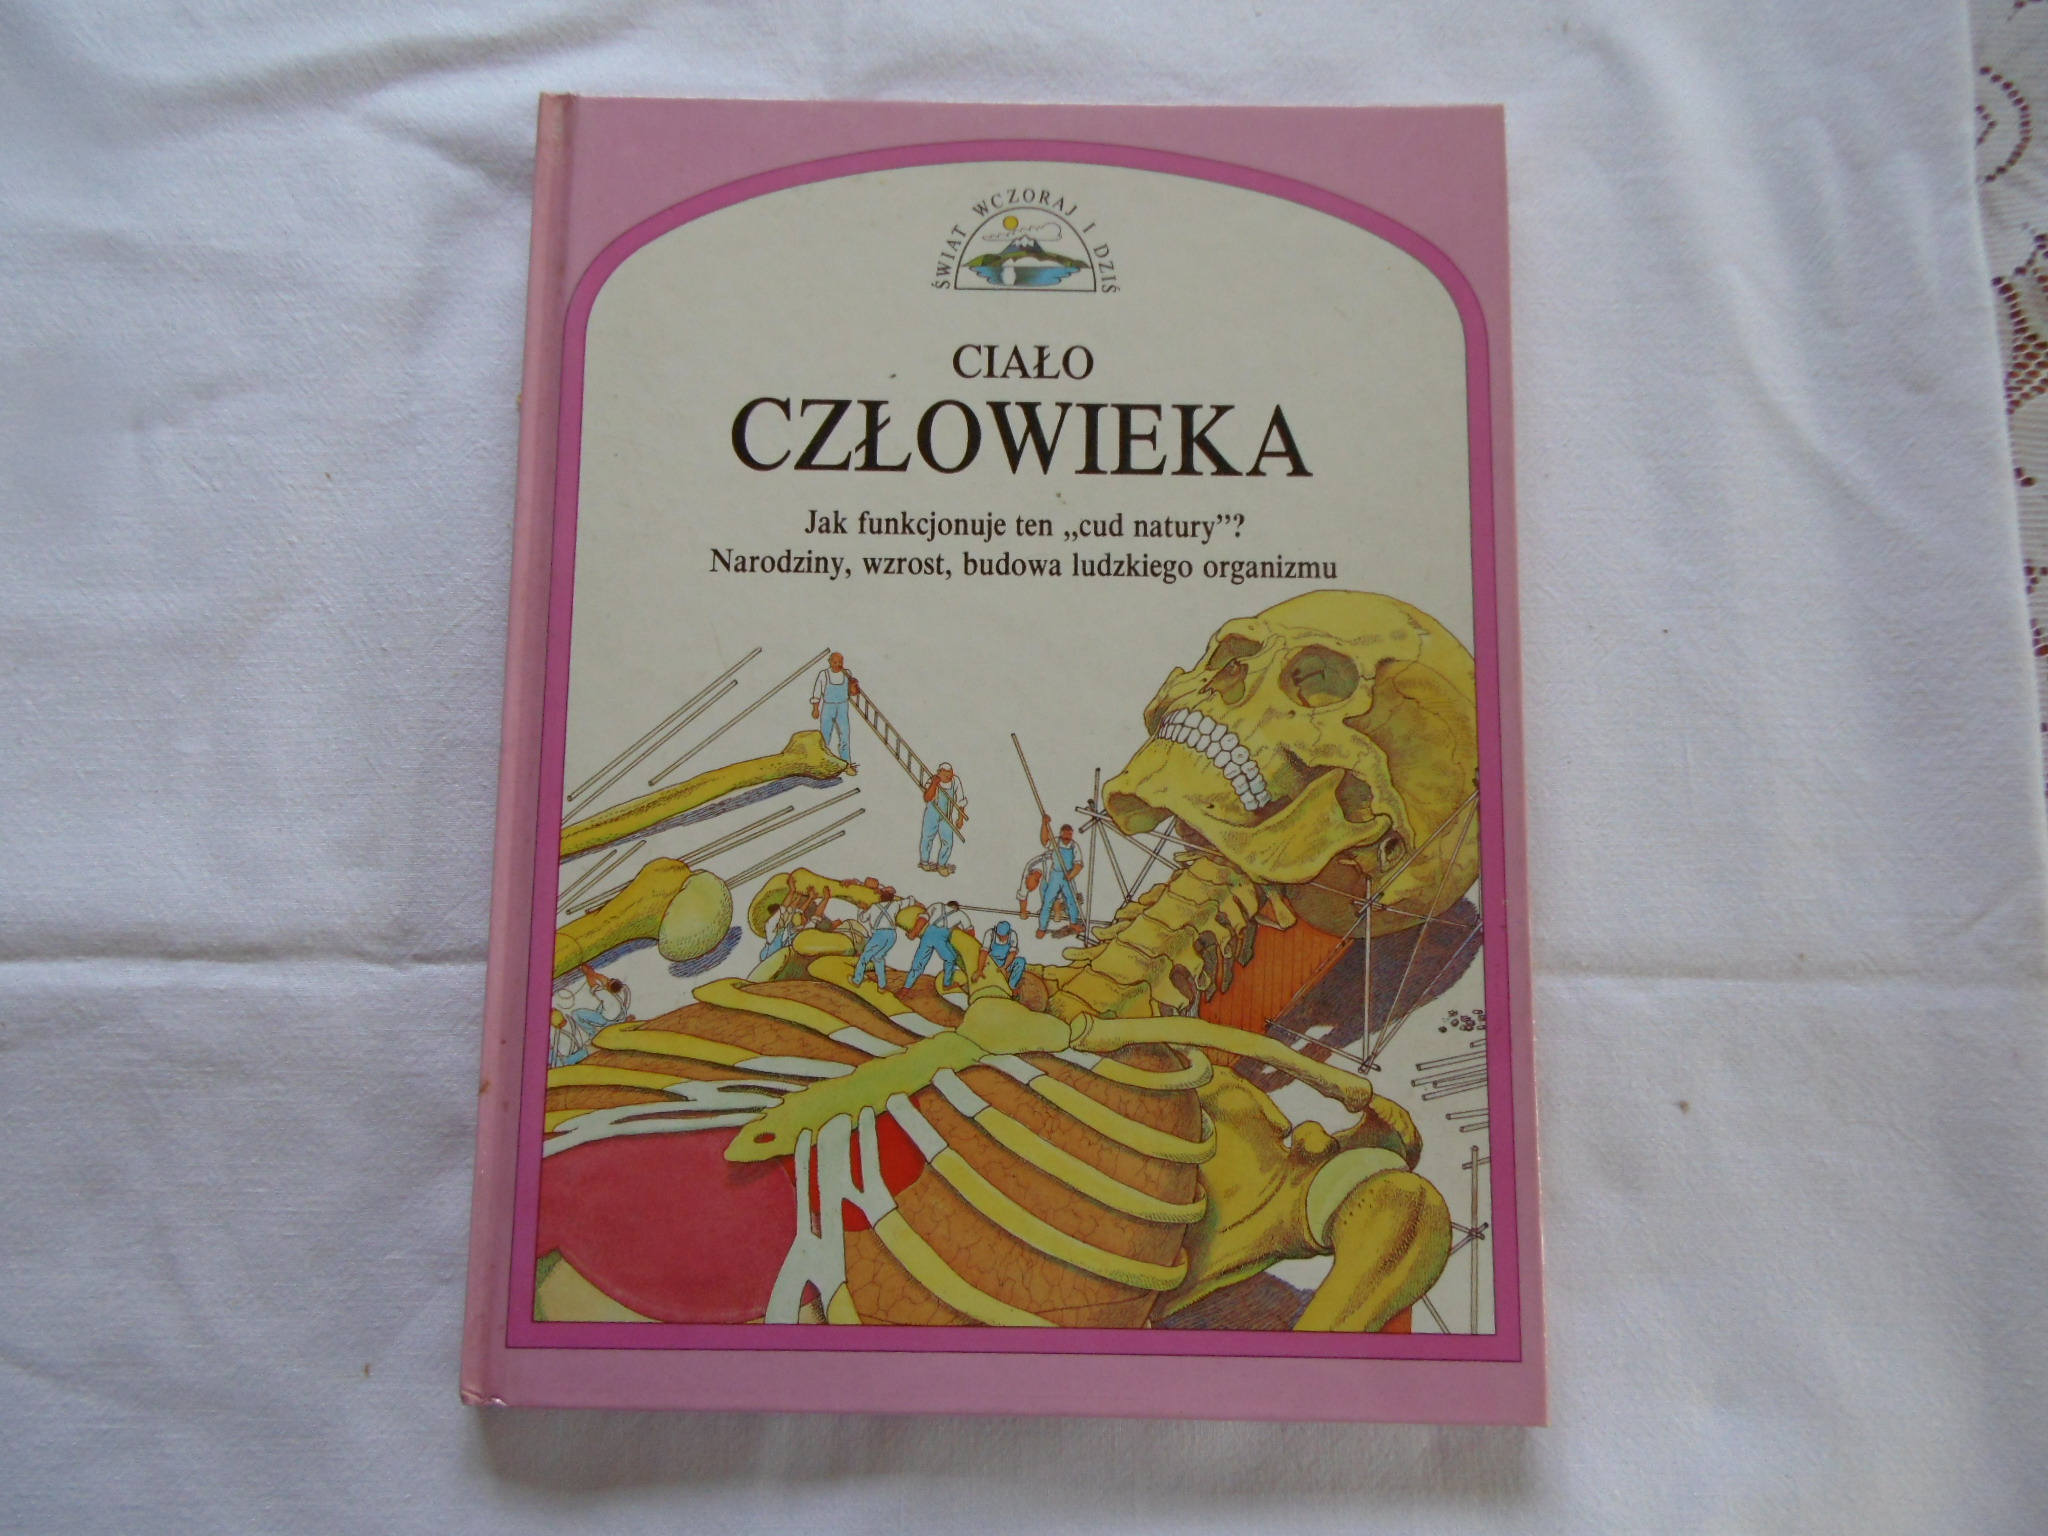 ŚWIAT WCZORAJ I DZIŚ
CIAŁO
CZŁOWIEKA
Jak funkcjonuje ten „cud natury”?
Narodziny, wzrost, budowa ludzkiego organizmu